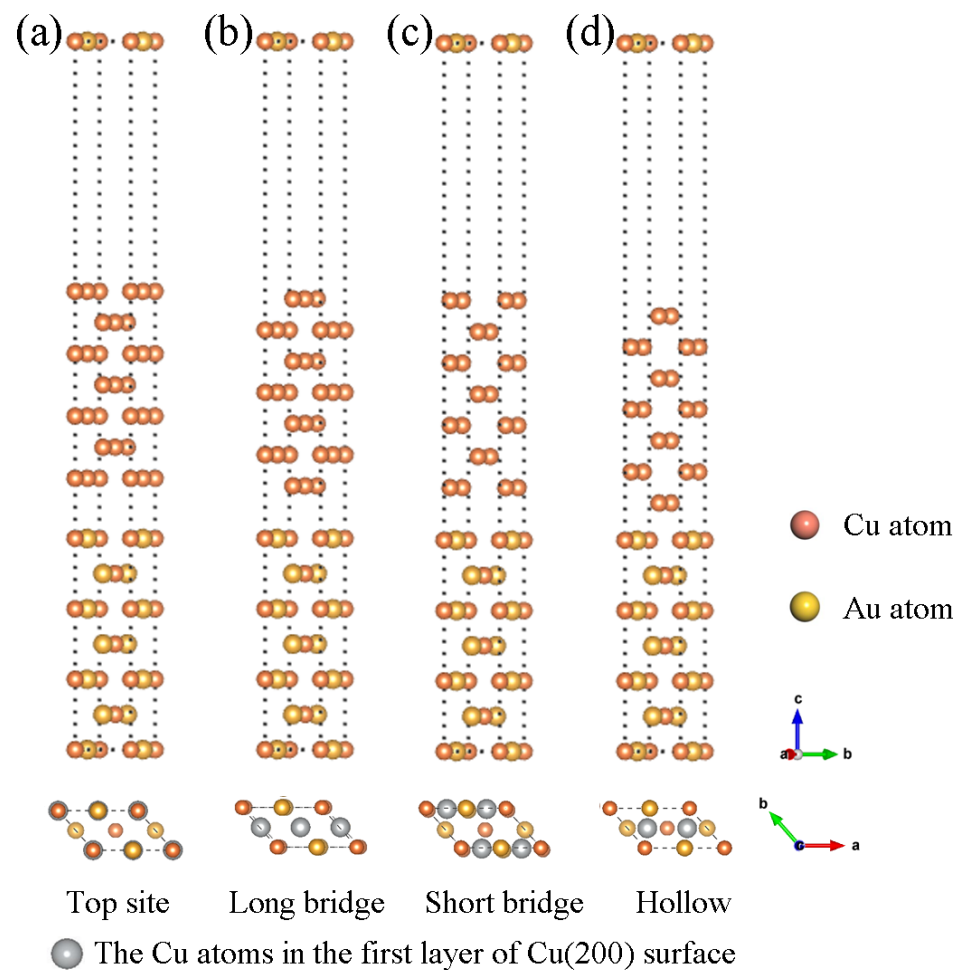 (a) (b) (c) (d)
Cu atom
Au atom
c
a b
b
a
Top site Long bridge Short bridge Hollow
The Cu atoms in the first layer of Cu(200) surface